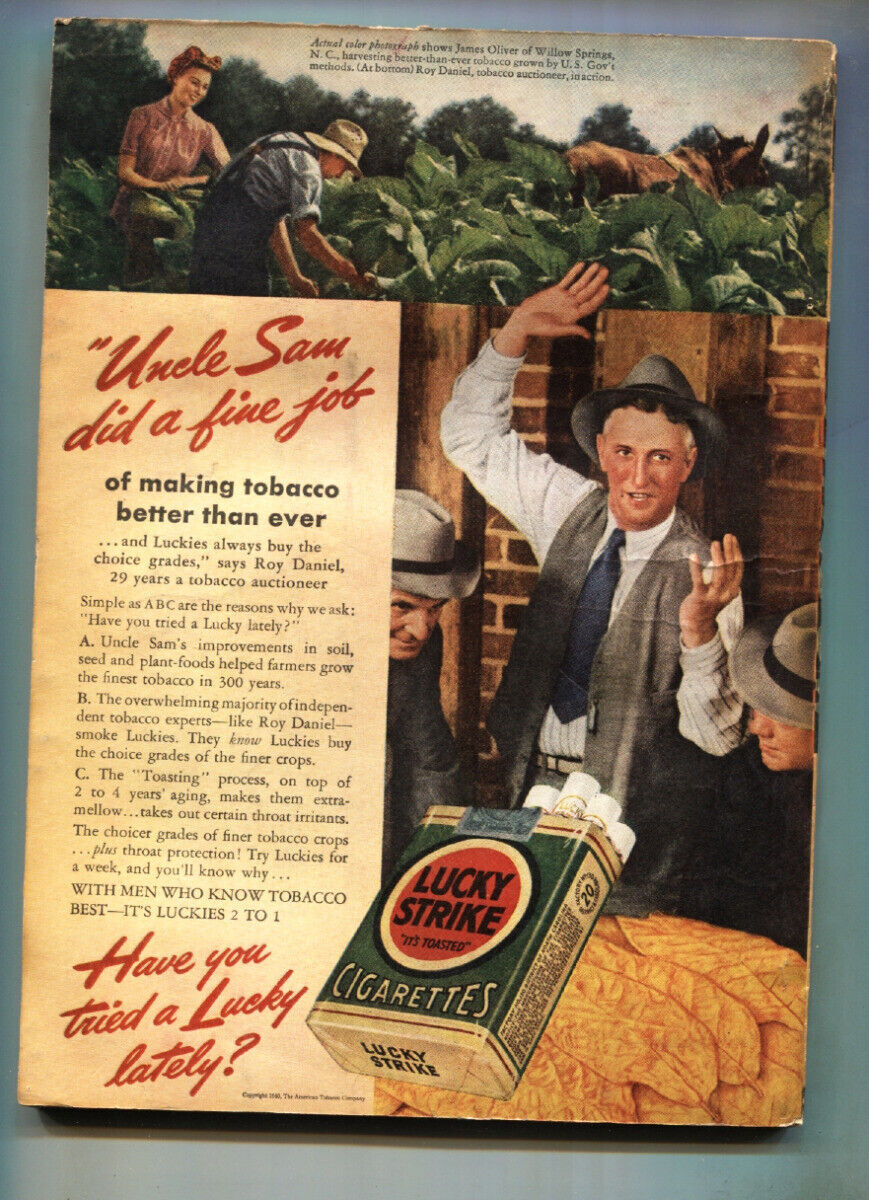 Actual color photograph shows James Oliver of Willow Springs,
N. C., harvesting better-than-ever tobacco grown by U. S. Gov't
methods. (At bottom) Roy Daniel, tobacco auctioneer, in action.
"Uncle Sam
did a fine job
of making tobacco
better than ever
...and Luckies always buy the
choice grades," says Roy Daniel,
29 years a tobacco auctioneer
Simple as A B C are the reasons why we ask:
"Have you tried a Lucky lately?"
A. Uncle Sam's improvements in soil,
seed and plant-foods helped farmers grow
the finest tobacco in 300 years.
B. The overwhelming majority of indepen-
dent tobacco experts—like Roy Daniel—
smoke Luckies. They know Luckies buy
the choice grades of the finer crops.
C. The "Toasting" process, on top of
2 to 4 years' aging, makes them extra-
mellow...takes out certain throat irritants.
The choicer grades of finer tobacco crops
...plus throat protection! Try Luckies for
a week, and you'll know why...
WITH MEN WHO KNOW TOBACCO
BEST—IT'S LUCKIES 2 TO 1
Have you
tried a Lucky
lately?
Copyright 1940, The American Tobacco Company
LUCKY
STRIKE
"IT'S TOASTED"
CIGARETTES
LUCKY
STRIKE
20
LUCKY